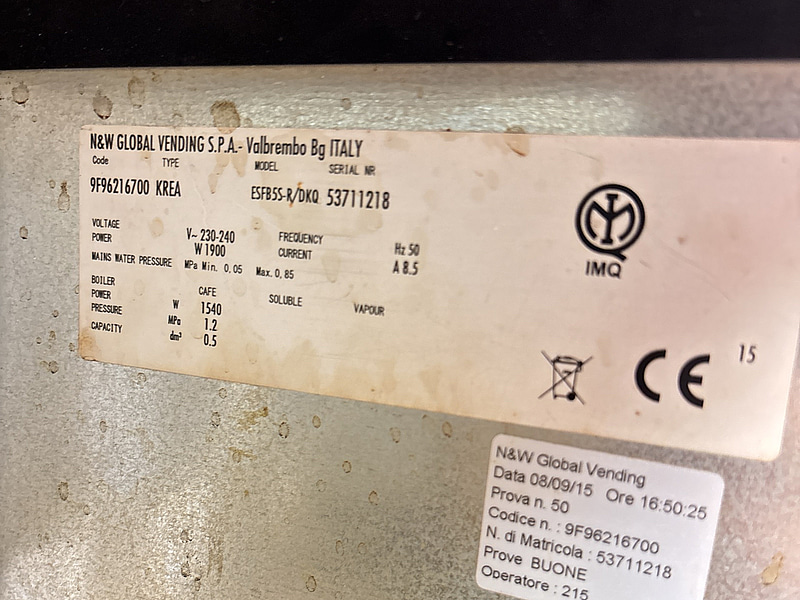 N&W GLOBAL VENDING S.P.A.- Valbrembo Bg ITALY
Code TYPE MODEL SERIAL NR
9F96216700 KREA ESFB5S-R/DKQ 53711218
VOLTAGE V~ 230-240 FREQUENCY Hz 50
POWER W 1900 CURRENT A 8.5
MAINS WATER PRESSURE MPa Min. 0,05 Max.0,85
BOILER CAFE SOLUBLE VAPOUR
POWER W 1540
PRESSURE MPa 1.2
CAPACITY dm³ 0.5
IMQ
CE 15
N&W Global Vending
Data 08/09/15 Ore 16:50:25
Prova n. 50
Codice n. : 9F96216700
N. di Matricola : 53711218
Prove BUONE
Operatore : 215